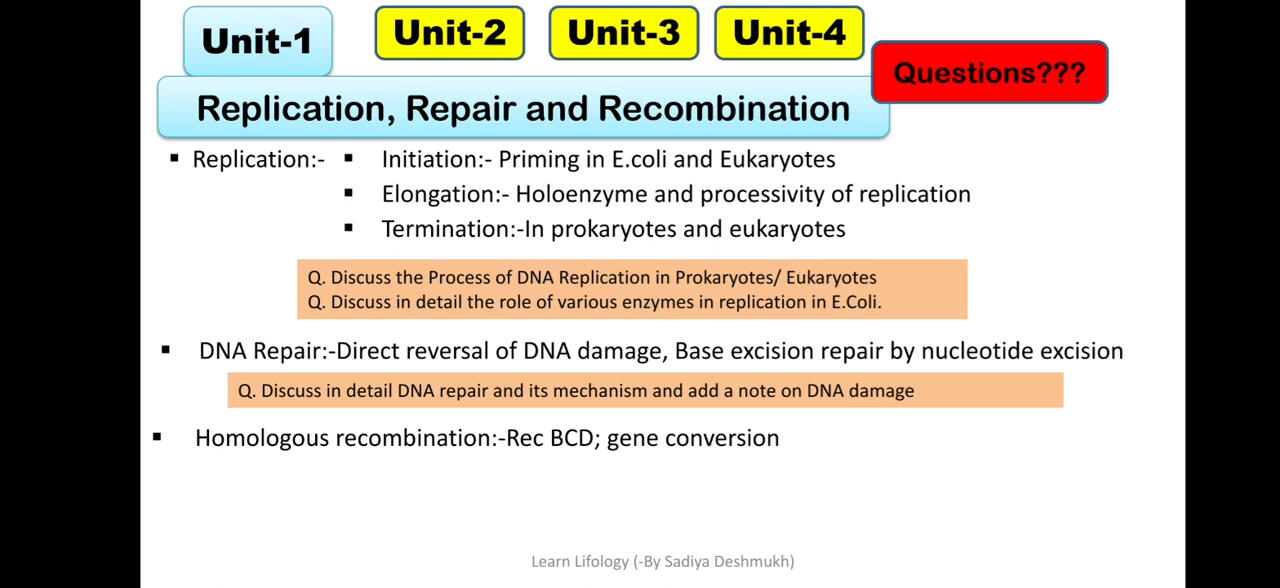 Unit-1 Unit-2 Unit-3 Unit-4
Questions???
Replication, Repair and Recombination
▪ Replication:- ▪ Initiation:- Priming in E.coli and Eukaryotes
▪ Elongation:- Holoenzyme and processivity of replication
▪ Termination:-In prokaryotes and eukaryotes
Q. Discuss the Process of DNA Replication in Prokaryotes/ Eukaryotes
Q. Discuss in detail the role of various enzymes in replication in E.Coli.
▪ DNA Repair:-Direct reversal of DNA damage, Base excision repair by nucleotide excision
Q. Discuss in detail DNA repair and its mechanism and add a note on DNA damage
▪ Homologous recombination:-Rec BCD; gene conversion
Learn Lifology (-By Sadiya Deshmukh)